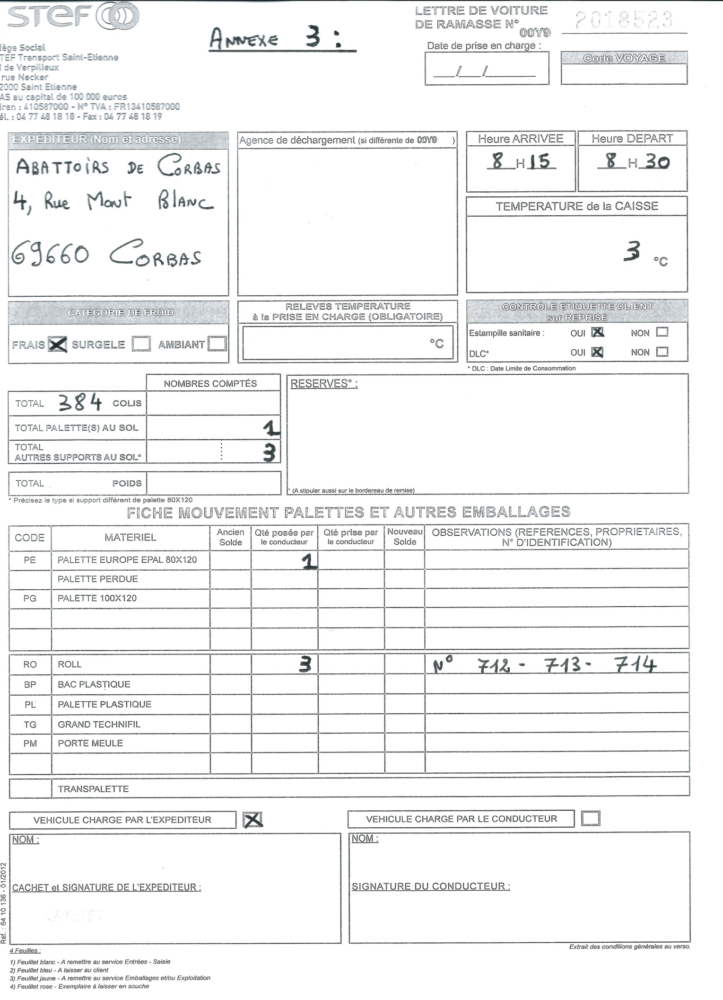 STEF
ANNEXE 3 :
LETTRE DE VOITURE
DE RAMASSE N°
00Y9
2018523
Date de prise en charge :
__/__/____
Code VOYAGE
iège Social
TEF Transport Saint-Etienne
I de Verpilleux
rue Necker
2000 Saint Etienne
AS au capital de 100 000 euros
iren : 410587000 - N° TVA : FR13410587000
él. : 04 77 48 18 18 - Fax : 04 77 48 18 19
EXPEDITEUR (Nom et adresse)
ABATTOIRS DE CORBAS
4, Rue Mont BLANC
69660 CORBAS
Agence de déchargement (si différente de 00Y9 )
Heure ARRIVEE
8 H 15
Heure DEPART
8 H 30
TEMPERATURE de la CAISSE
3 °C
CATEGORIE DE FROID
FRAIS SURGELE AMBIANT
RELEVES TEMPERATURE
à la PRISE EN CHARGE (OBLIGATOIRE)
°C
CONTRÔLE ETIQUETTE CLIENT
sur REPRISE
Estampille sanitaire : OUI NON
DLC* OUI NON
* DLC : Date Limite de Consommation
NOMBRES COMPTÉS
TOTAL 384 COLIS
TOTAL PALETTE(S) AU SOL 1
TOTAL
AUTRES SUPPORTS AU SOL* 3
TOTAL POIDS
* Précisez le type si support différent de palette 80X120
RESERVES* :
* (A stipuler aussi sur le bordereau de remise)
FICHE MOUVEMENT PALETTES ET AUTRES EMBALLAGES
CODE MATERIEL Ancien Solde Qté posée par le conducteur Qté prise par le conducteur Nouveau Solde OBSERVATIONS (REFERENCES, PROPRIETAIRES, N° D'IDENTIFICATION)
PE PALETTE EUROPE EPAL 80X120 1
PALETTE PERDUE
PG PALETTE 100X120
RO ROLL 3 N° 712 - 713 - 714
BP BAC PLASTIQUE
PL PALETTE PLASTIQUE
TG GRAND TECHNIFIL
PM PORTE MEULE
TRANSPALETTE
VEHICULE CHARGE PAR L'EXPEDITEUR
VEHICULE CHARGE PAR LE CONDUCTEUR
NOM :
CACHET et SIGNATURE DE L'EXPEDITEUR :
CACHET
NOM :
SIGNATURE DU CONDUCTEUR :
Réf. : 64 10 136 - 01/2012
Extrait des conditions générales au verso.
4 Feuilles :
1) Feuillet blanc - A remettre au service Entrées - Saisie
2) Feuillet bleu - A laisser au client
3) Feuillet jaune - A remettre au service Emballages et/ou Exploitation
4) Feuillet rose - Exemplaire à laisser en souche